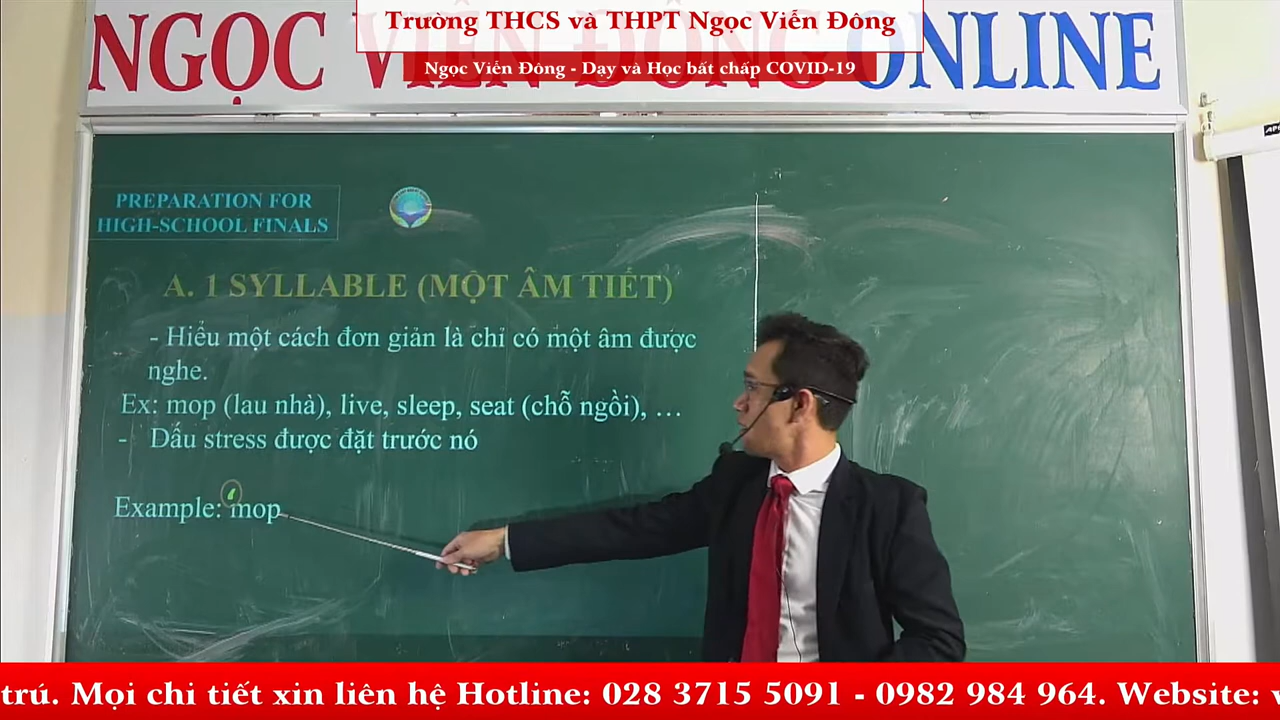 Trường THCS và THPT Ngọc Viễn Đông
NGỌC VIỄN ĐÔNG ONLINE
Ngọc Viễn Đông - Dạy và Học bất chấp COVID-19
PREPARATION FOR
HIGH-SCHOOL FINALS
A. 1 SYLLABLE (MỘT ÂM TIẾT)
- Hiểu một cách đơn giản là chỉ có một âm được
nghe.
Ex: mop (lau nhà), live, sleep, seat (chỗ ngồi), …
- Dấu stress được đặt trước nó
Example: ˈmop
trú. Mọi chi tiết xin liên hệ Hotline: 028 3715 5091 - 0982 984 964. Website: